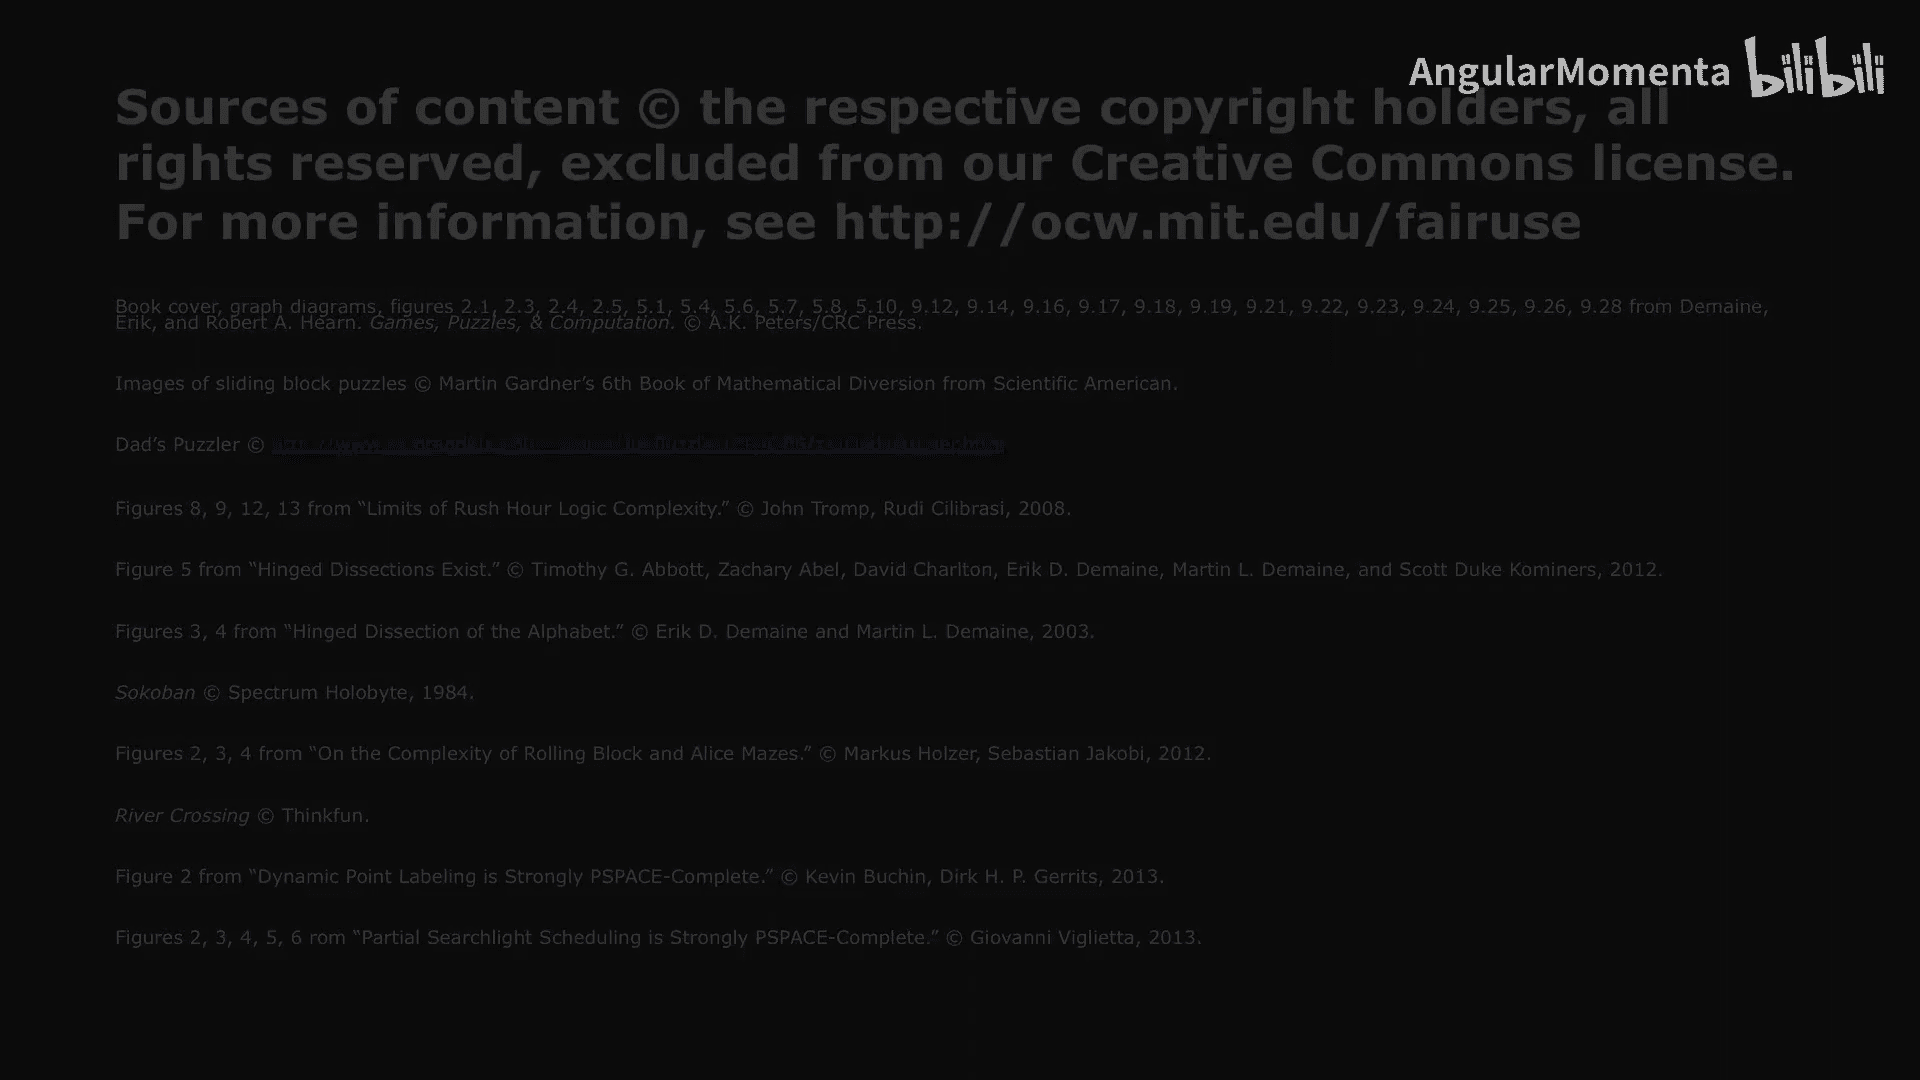 AngularMomenta bilibili
Sources of content © the respective copyright holders, all
rights reserved, excluded from our Creative Commons license.
For more information, see http://ocw.mit.edu/fairuse
Book cover, graph diagrams, figures 2.1, 2.3, 2.4, 2.5, 5.1, 5.4, 5.6, 5.7, 5.8, 5.10, 9.12, 9.14, 9.16, 9.17, 9.18, 9.19, 9.21, 9.22, 9.23, 9.24, 9.25, 9.26, 9.28 from Demaine,
Erik, and Robert A. Hearn. Games, Puzzles, & Computation. © A.K. Peters/CRC Press.
Images of sliding block puzzles © Martin Gardner’s 6th Book of Mathematical Diversion from Scientific American.
Dad’s Puzzler ©
Figures 8, 9, 12, 13 from “Limits of Rush Hour Logic Complexity.” © John Tromp, Rudi Cilibrasi, 2008.
Figure 5 from “Hinged Dissections Exist.” © Timothy G. Abbott, Zachary Abel, David Charlton, Erik D. Demaine, Martin L. Demaine, and Scott Duke Kominers, 2012.
Figures 3, 4 from “Hinged Dissection of the Alphabet.” © Erik D. Demaine and Martin L. Demaine, 2003.
Sokoban © Spectrum Holobyte, 1984.
Figures 2, 3, 4 from “On the Complexity of Rolling Block and Alice Mazes.” © Markus Holzer, Sebastian Jakobi, 2012.
River Crossing © Thinkfun.
Figure 2 from “Dynamic Point Labeling is Strongly PSPACE-Complete.” © Kevin Buchin, Dirk H. P. Gerrits, 2013.
Figures 2, 3, 4, 5, 6 rom “Partial Searchlight Scheduling is Strongly PSPACE-Complete.” © Giovanni Viglietta, 2013.